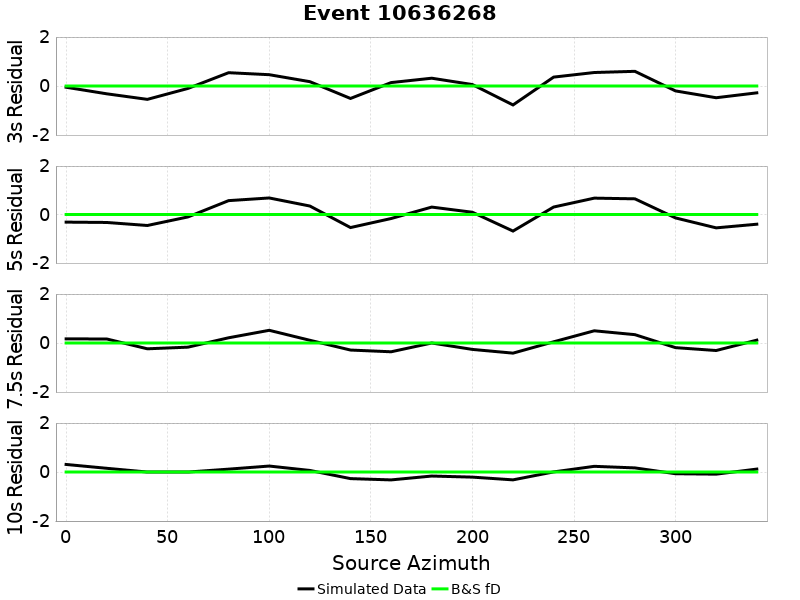 Event 10636268
3s Residual
2
0
-2
5s Residual
2
0
-2
7.5s Residual
2
0
-2
10s Residual
2
0
-2
0 50 100 150 200 250 300
Source Azimuth
Simulated Data B&S fD